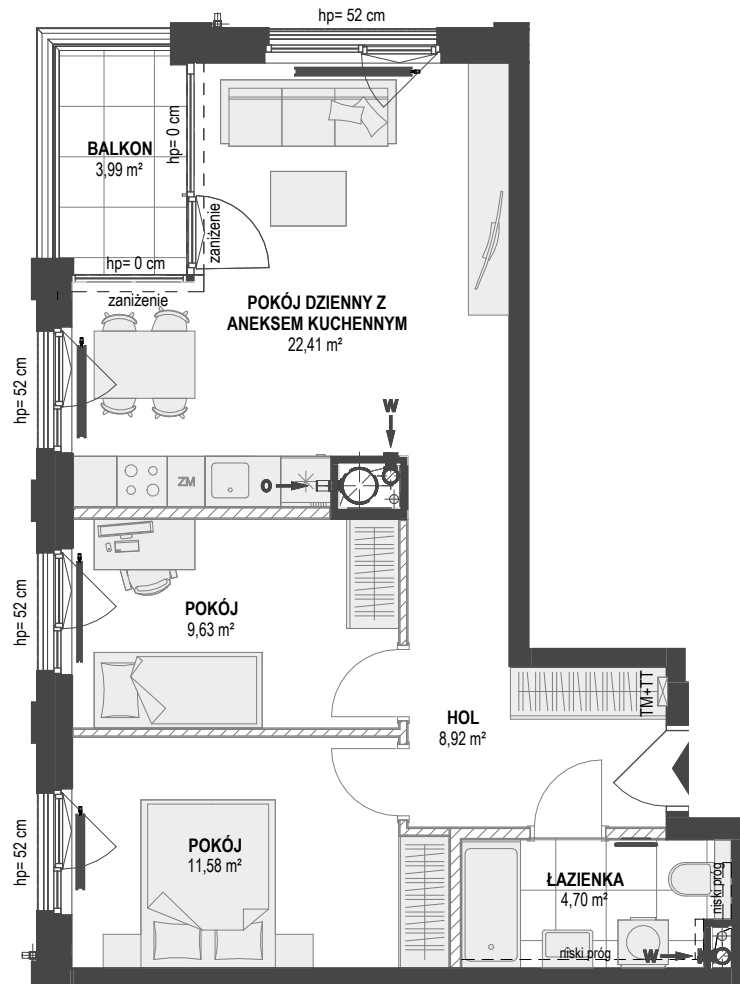 hp= 52 cm
BALKON
3,99 m²
hp= 0 cm
zaniżenie
hp= 0 cm
zaniżenie
POKÓJ DZIENNY Z
ANEKSEM KUCHENNYM
22,41 m²
hp= 52 cm
W
ZM
O
POKÓJ
9,63 m²
hp= 52 cm
HOL
8,92 m²
TM+TT
POKÓJ
11,58 m²
hp= 52 cm
ŁAZIENKA
4,70 m²
niski próg
niski próg
W